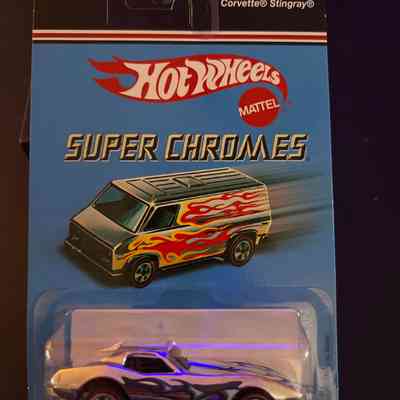 Corvette® Stingray®
Hot Wheels
MATTEL
SUPER CHROMES